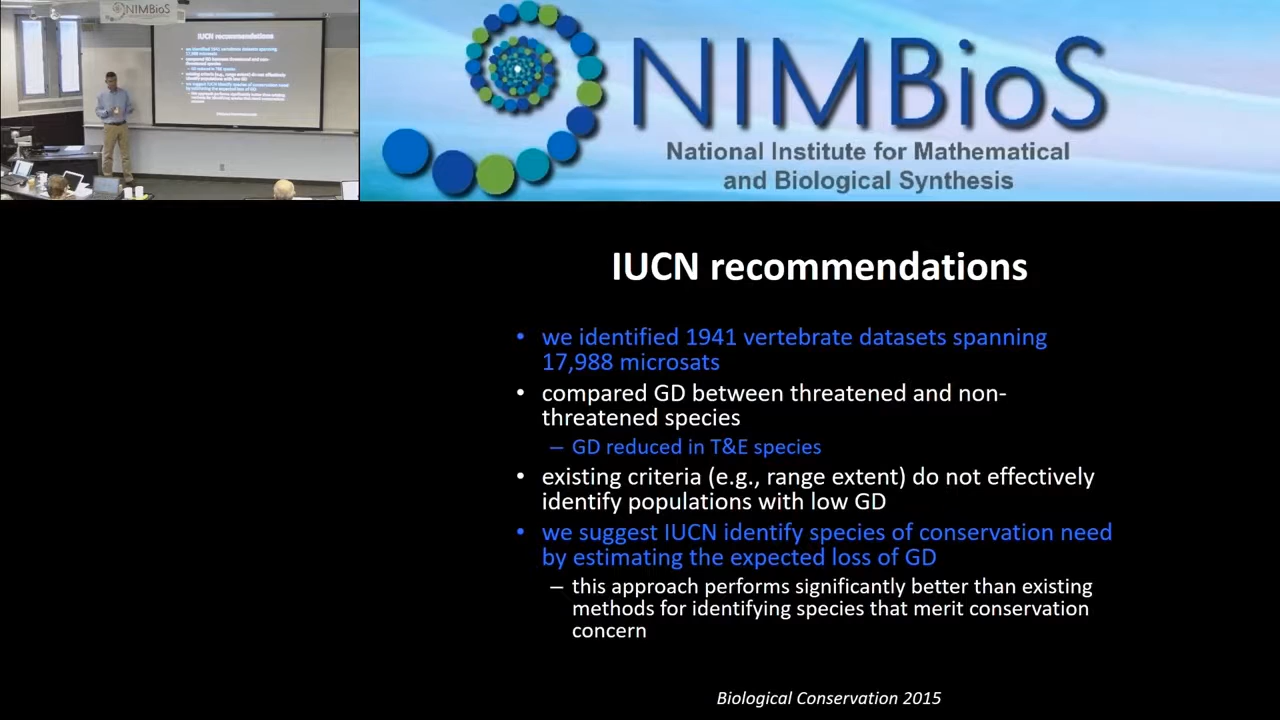 NIMBioS
IUCN recommendations
NIMBioS
National Institute for Mathematical
and Biological Synthesis
IUCN recommendations
• we identified 1941 vertebrate datasets spanning
17,988 microsats
• compared GD between threatened and non-
threatened species
– GD reduced in T&E species
• existing criteria (e.g., range extent) do not effectively
identify populations with low GD
• we suggest IUCN identify species of conservation need
by estimating the expected loss of GD
– this approach performs significantly better than existing
methods for identifying species that merit conservation
concern
Biological Conservation 2015